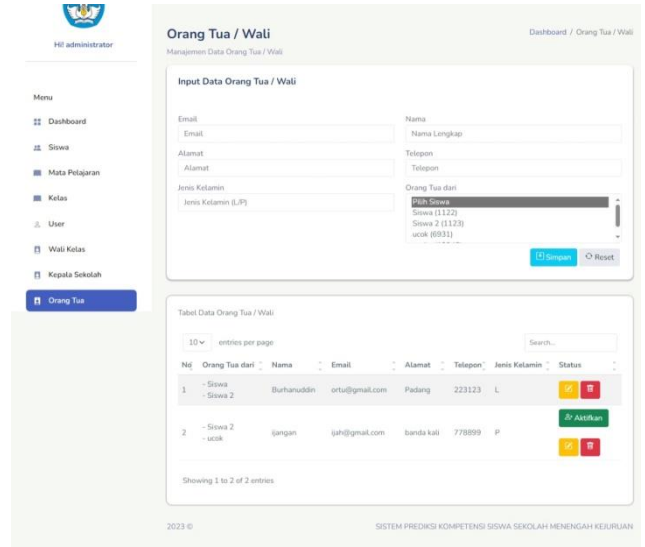 Hi! administrator
Menu
Dashboard
Siswa
Mata Pelajaran
Kelas
User
Wali Kelas
Kepala Sekolah
Orang Tua
Orang Tua / Wali
Dashboard / Orang Tua / Wali
Manajemen Data Orang Tua / Wali
Input Data Orang Tua / Wali
Email Nama
Email Nama Lengkap
Alamat Telepon
Alamat Telepon
Jenis Kelamin Orang Tua dari
Jenis Kelamin (L/P) Pilih Siswa
Siswa (1122)
Siswa 2 (1123)
ucok (6931)
Simpan Reset
Tabel Data Orang Tua / Wali
10 entries per page Search...
No Orang Tua dari Nama Email Alamat Telepon Jenis Kelamin Status
1 - Siswa - Siswa 2 Burhanuddin ortu@gmail.com Padang 223123 L
2 - Siswa 2 - ucok ijangan ijah@gmail.com banda kali 778899 P Aktifkan
Showing 1 to 2 of 2 entries
2023 © SISTEM PREDIKSI KOMPETENSI SISWA SEKOLAH MENENGAH KEJURUAN